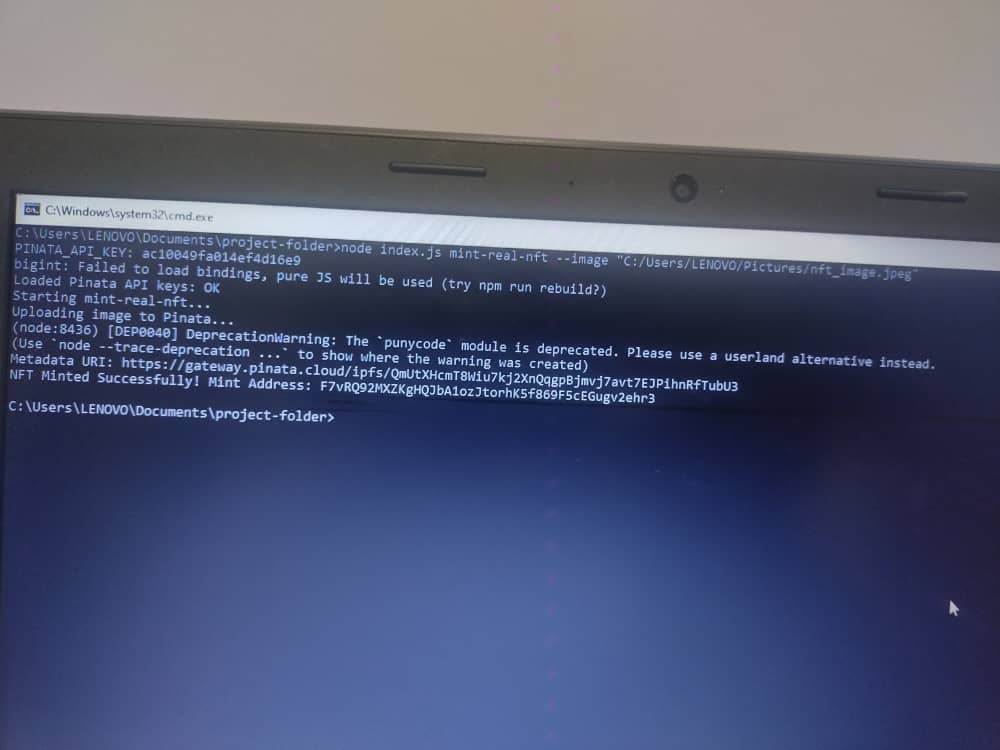 C:\Windows\system32\cmd.exe
C:\Users\LENOVO\Documents\project-folder>node index.js mint-real-nft --image "C:/Users/LENOVO/Pictures/nft_image.jpeg"
PINATA_API_KEY: ac10049fa014ef4d16e9
bigint: Failed to load bindings, pure JS will be used (try npm run rebuild?)
Loaded Pinata API keys: OK
Starting mint-real-nft...
Uploading image to Pinata...
(node:8436) [DEP0040] DeprecationWarning: The `punycode` module is deprecated. Please use a userland alternative instead.
(Use `node --trace-deprecation ...` to show where the warning was created)
Metadata URI: https://gateway.pinata.cloud/ipfs/QmUtXHcmT8Wiu7kj2XnQqgpBjmvj7avt7EJPihnRfTubU3
NFT Minted Successfully! Mint Address: F7vRQ92MXZKgHQJbA1ozJtorhK5f869F5cEGugv2ehr3
C:\Users\LENOVO\Documents\project-folder>